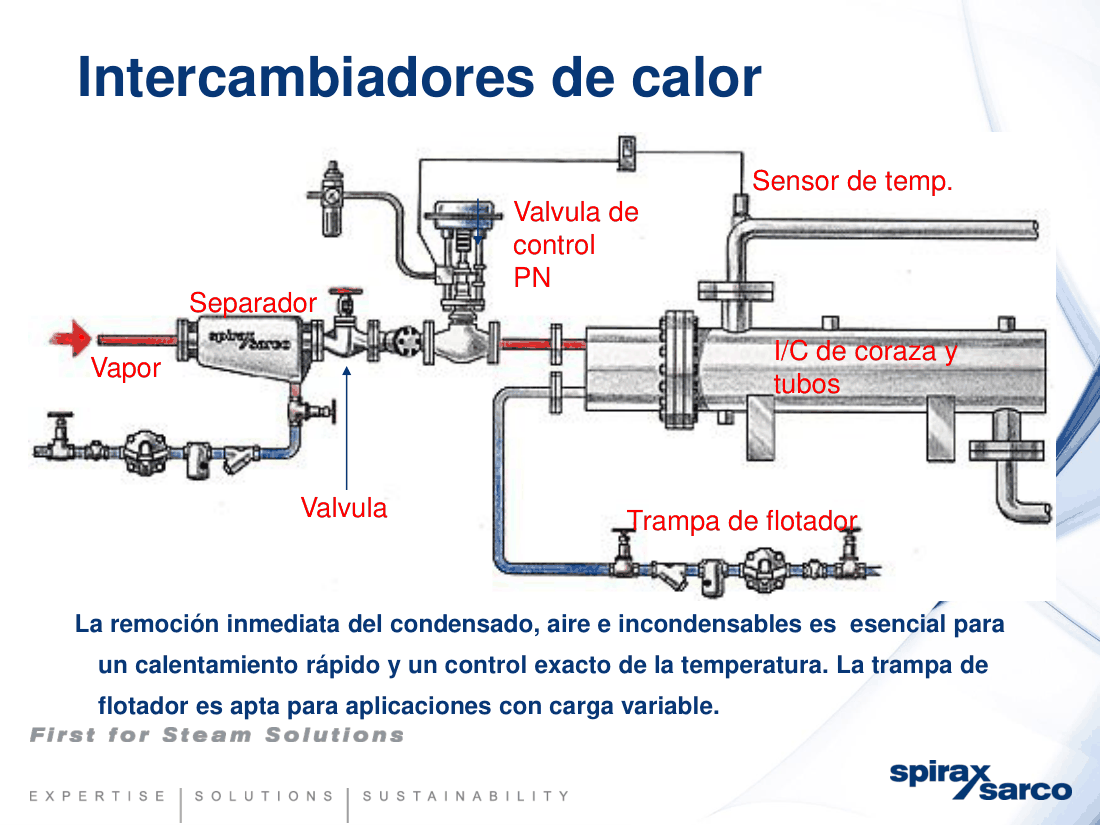 Intercambiadores de calor
Sensor de temp.
Valvula de
control
PN
Separador
spirax
sarco
Vapor
I/C de coraza y
tubos
Valvula
Trampa de flotador
La remoción inmediata del condensado, aire e incondensables es  esencial para
un calentamiento rápido y un control exacto de la temperatura. La trampa de
flotador es apta para aplicaciones con carga variable.
First for Steam Solutions
EXPERTISE SOLUTIONS SUSTAINABILITY
spirax
sarco